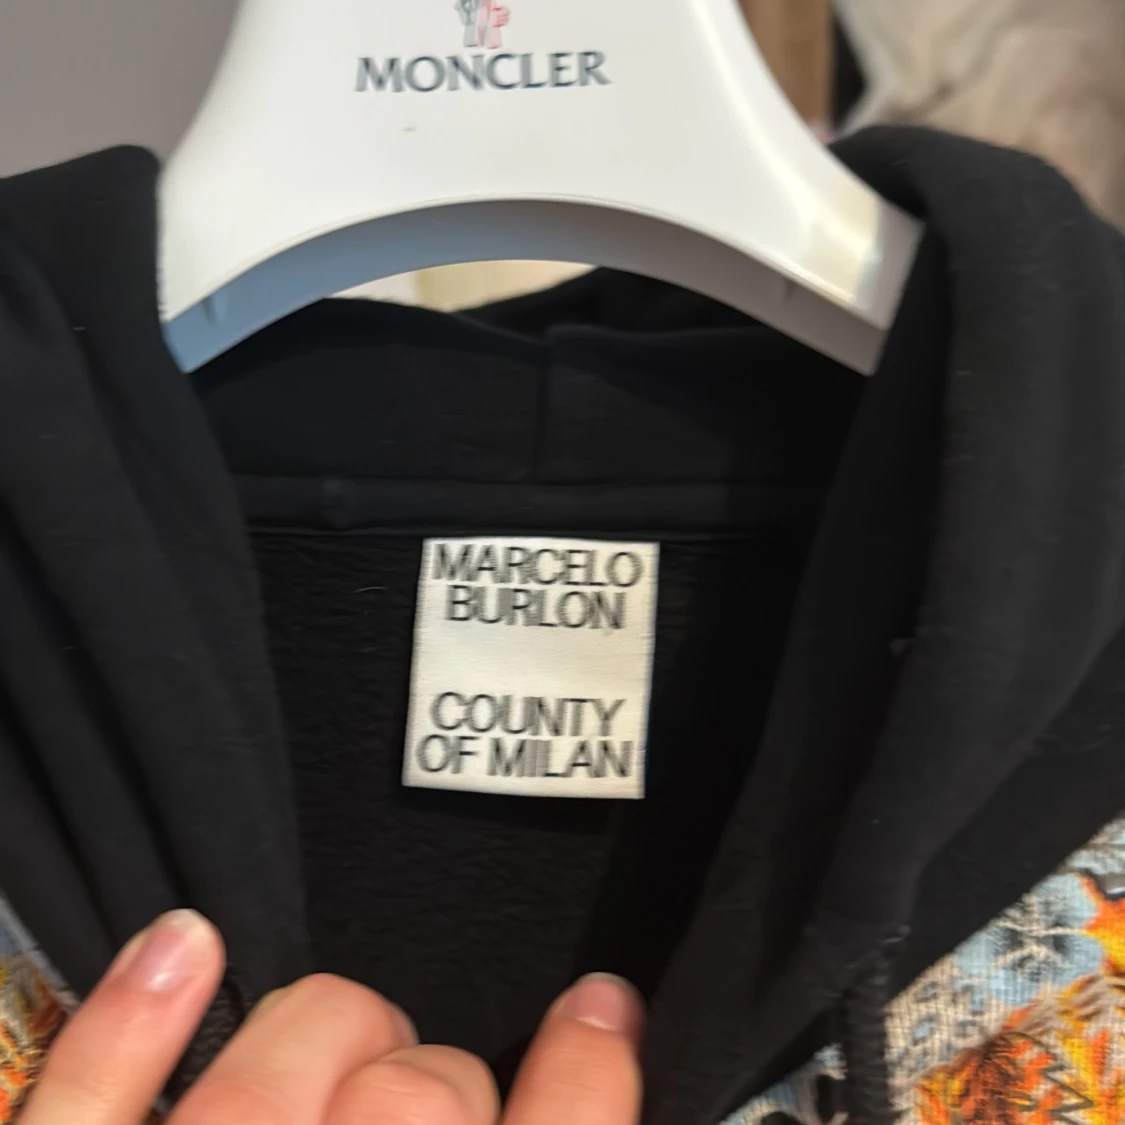 MONCLER
MARCELO
BURLON
COUNTY
OF MILAN